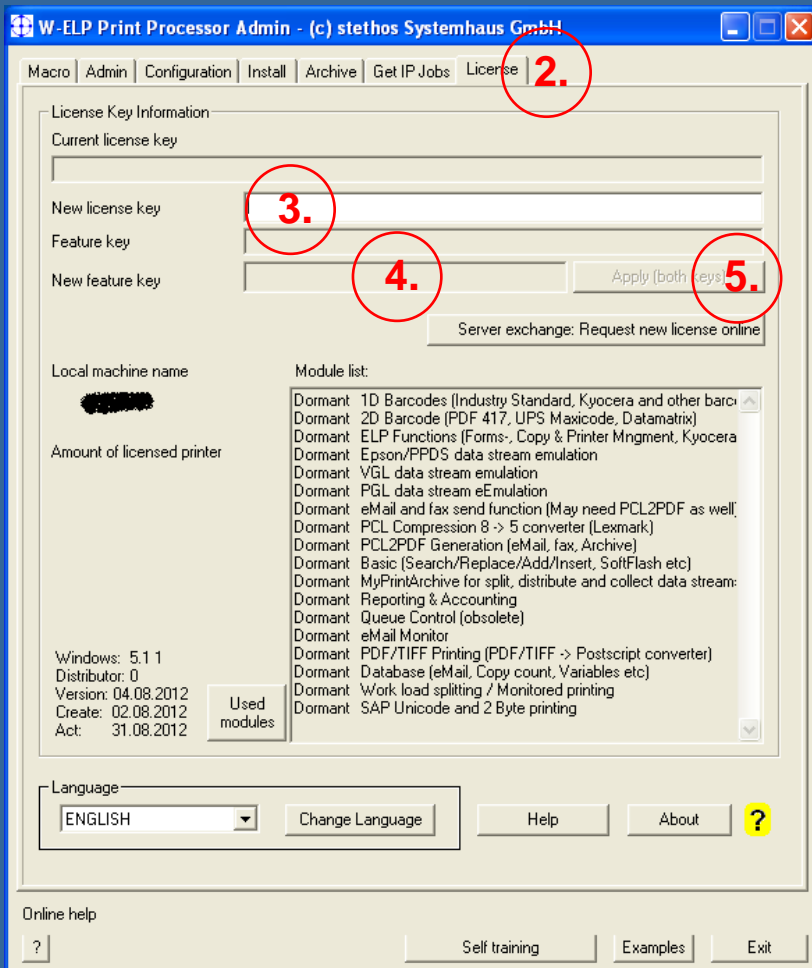 W-ELP Print Processor Admin - (c) stethos Systemhaus GmbH
Macro Admin Configuration Install Archive Get IP Jobs License 2.
License Key Information
Current license key
New license key 3.
Feature key
New feature key 4. Apply (both keys) 5.
Server exchange: Request new license online
Local machine name Module list:
Dormant 1D Barcodes (Industry Standard, Kyocera and other
Dormant 2D Barcode (PDF 417, UPS Maxicode, Datamatrix)
Dormant ELP Functions (Forms-, Copy & Printer Mngment, Kyocera
Amount of licensed printer
Dormant Epson/PPDS data stream emulation
Dormant VGL data stream emulation
Dormant PGL data stream eEmulation
Dormant eMail and fax send function (May need PCL2PDF as well
Dormant PCL Compression 8 -> 5 converter (Lexmark)
Dormant PCL2PDF Generation (eMail, fax, Archive)
Dormant Basic (Search/Replace/Add/Insert, SoftFlash etc)
Dormant MyPrintArchive for split, distribute and collect data
Dormant Reporting & Accounting
Dormant Queue Control (obsolete)
Dormant eMail Monitor
Dormant PDF/TIFF Printing (PDF/TIFF -> Postscript converter)
Dormant Database (eMail, Copy count, Variables etc)
Dormant Work load splitting / Monitored printing
Dormant SAP Unicode and 2 Byte printing
Windows: 5.1 1
Distributor: 0
Version: 04.08.2012
Create: 02.08.2012
Act: 31.08.2012
Used
modules
Language
ENGLISH Change Language Help About ?
Online help
? Self training Examples Exit